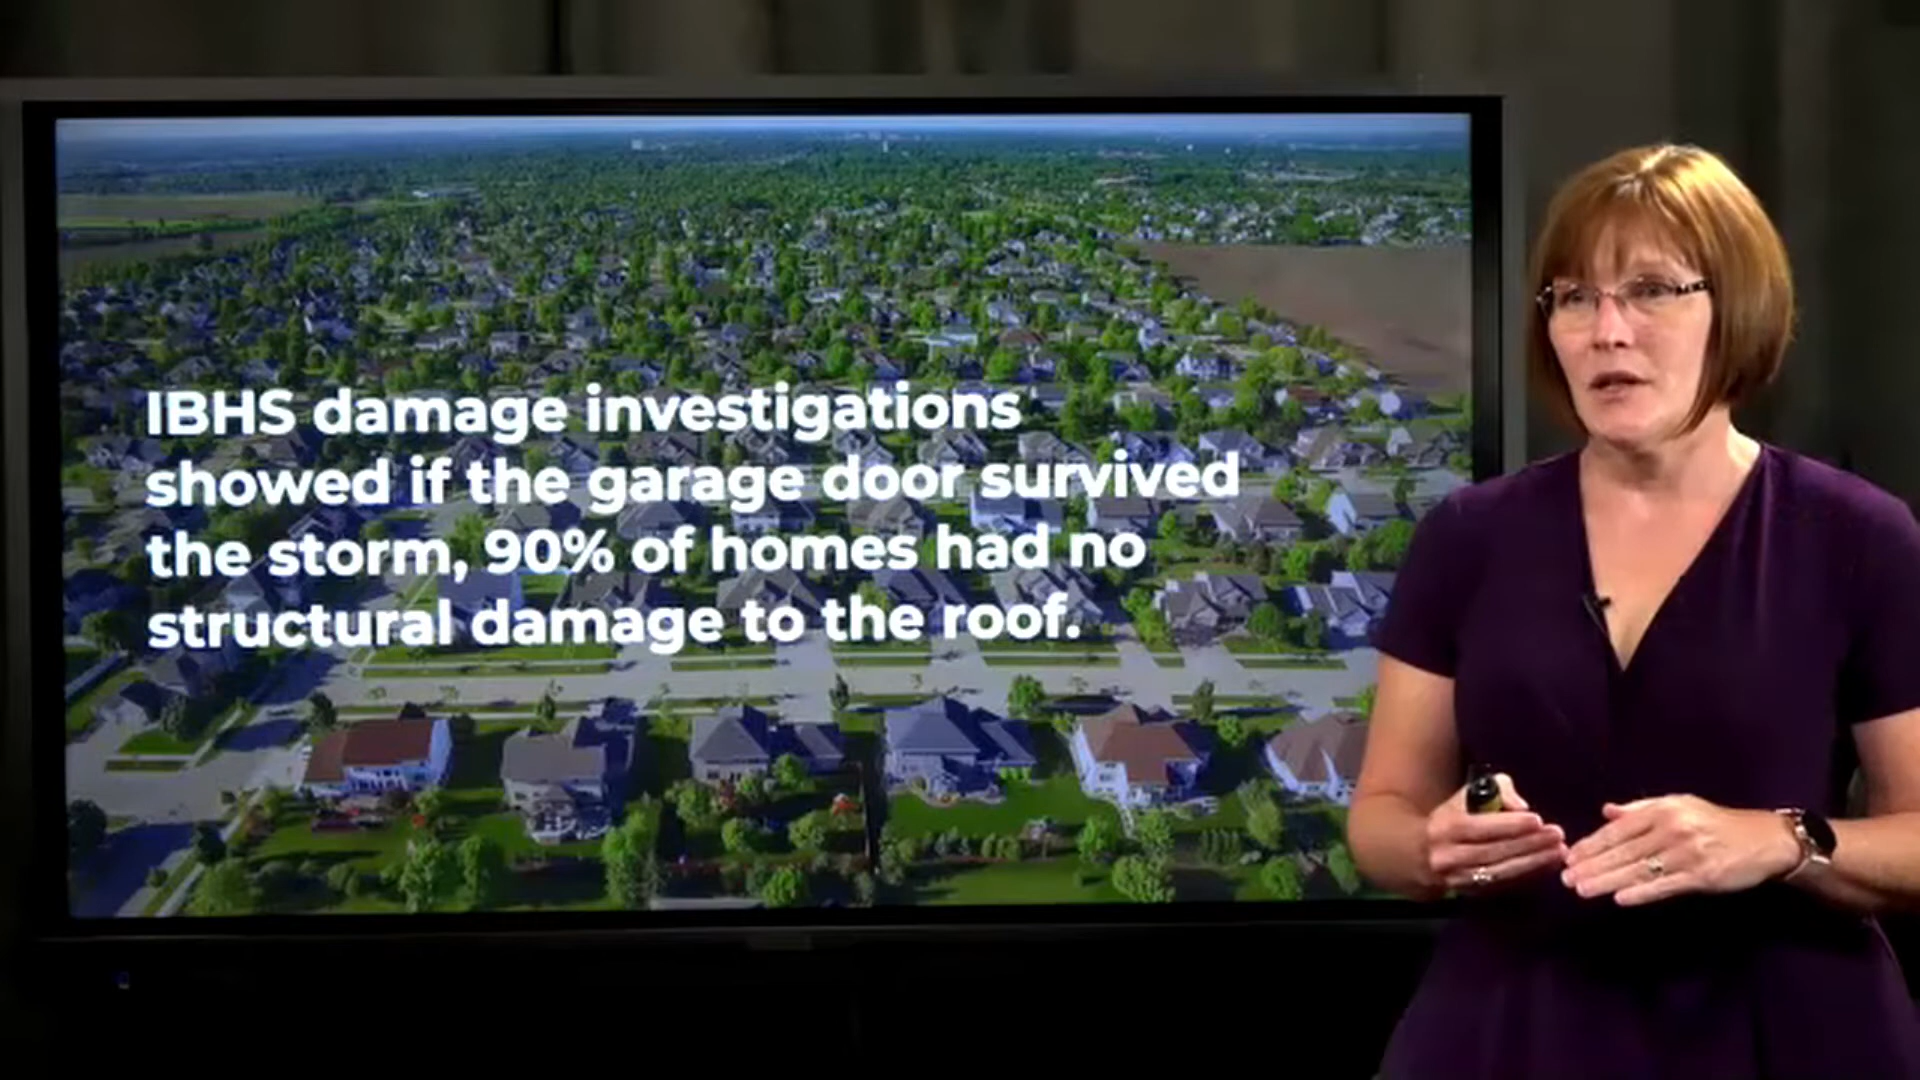 IBHS damage investigations
showed if the garage door survived
the storm, 90% of homes had no
structural damage to the roof.